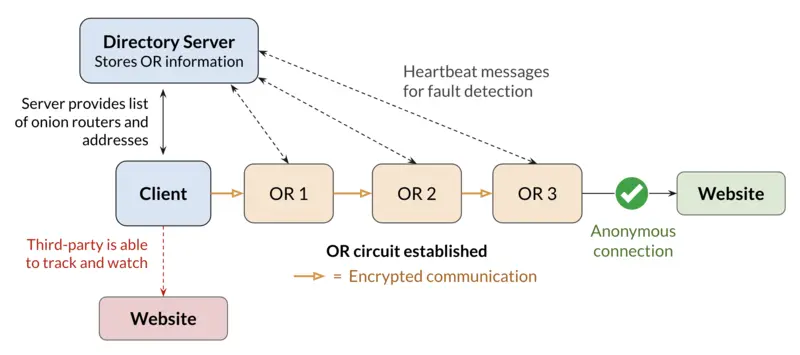 Directory Server
Stores OR information
Heartbeat messages
for fault detection
Server provides list
of onion routers and
addresses
Client
OR 1
OR 2
OR 3
Website
Anonymous
connection
Third-party is able
to track and watch
OR circuit established
= Encrypted communication
Website